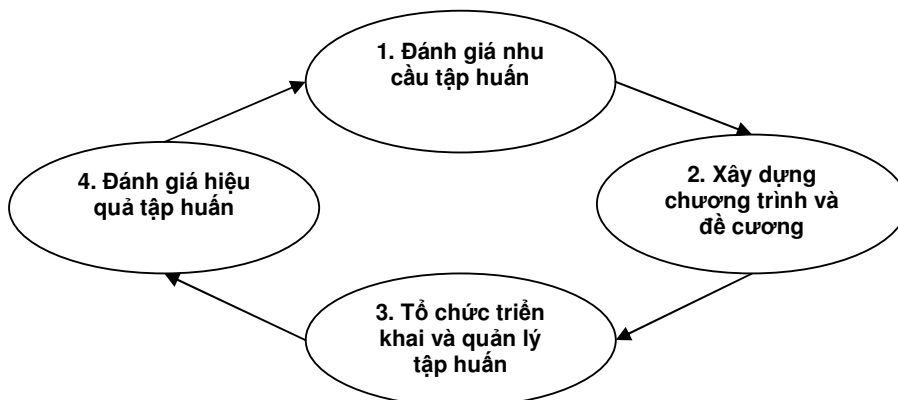 1. Đánh giá nhu
cầu tập huấn
2. Xây dựng
chương trình và
đề cương
3. Tổ chức triển
khai và quản lý
tập huấn
4. Đánh giá hiệu
quả tập huấn